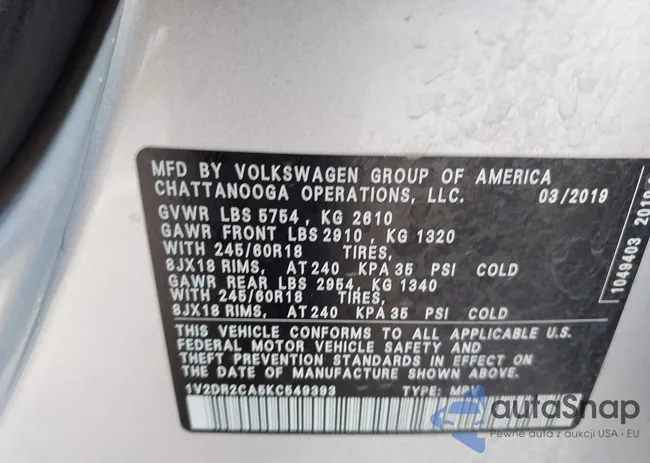 MFD BY VOLKSWAGEN GROUP OF AMERICA
CHATTANOOGA OPERATIONS, LLC. 03/2019
GVWR LBS 5754 , KG 2610
GAWR FRONT LBS 2910 , KG 1320
WITH 245/60R18 TIRES,
8JX18 RIMS, AT 240 KPA 35 PSI COLD
GAWR REAR LBS 2954, KG 1340
WITH 245/60R18 TIRES,
8JX18 RIMS, AT 240 KPA 35 PSI COLD
THIS VEHICLE CONFORMS TO ALL APPLICABLE U.S.
FEDERAL MOTOR VEHICLE SAFETY AND
THEFT PREVENTION STANDARDS IN EFFECT ON
THE DATE OF MANUFACTURE SHOWN ABOVE.
1V2DR2CA5KC549393 TYPE: MPV
1049403
autoSnap
Pewne auta z aukcji USA i EU